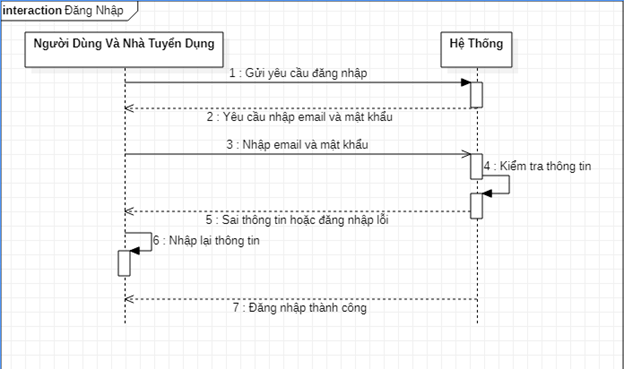 interaction Đăng Nhập
Người Dùng Và Nhà Tuyển Dụng
Hệ Thống
1 : Gửi yêu cầu đăng nhập
2 : Yêu cầu nhập email và mật khẩu
3 : Nhập email và mật khẩu
4 : Kiểm tra thông tin
5 : Sai thông tin hoặc đăng nhập lỗi
6 : Nhập lại thông tin
7 : Đăng nhập thành công